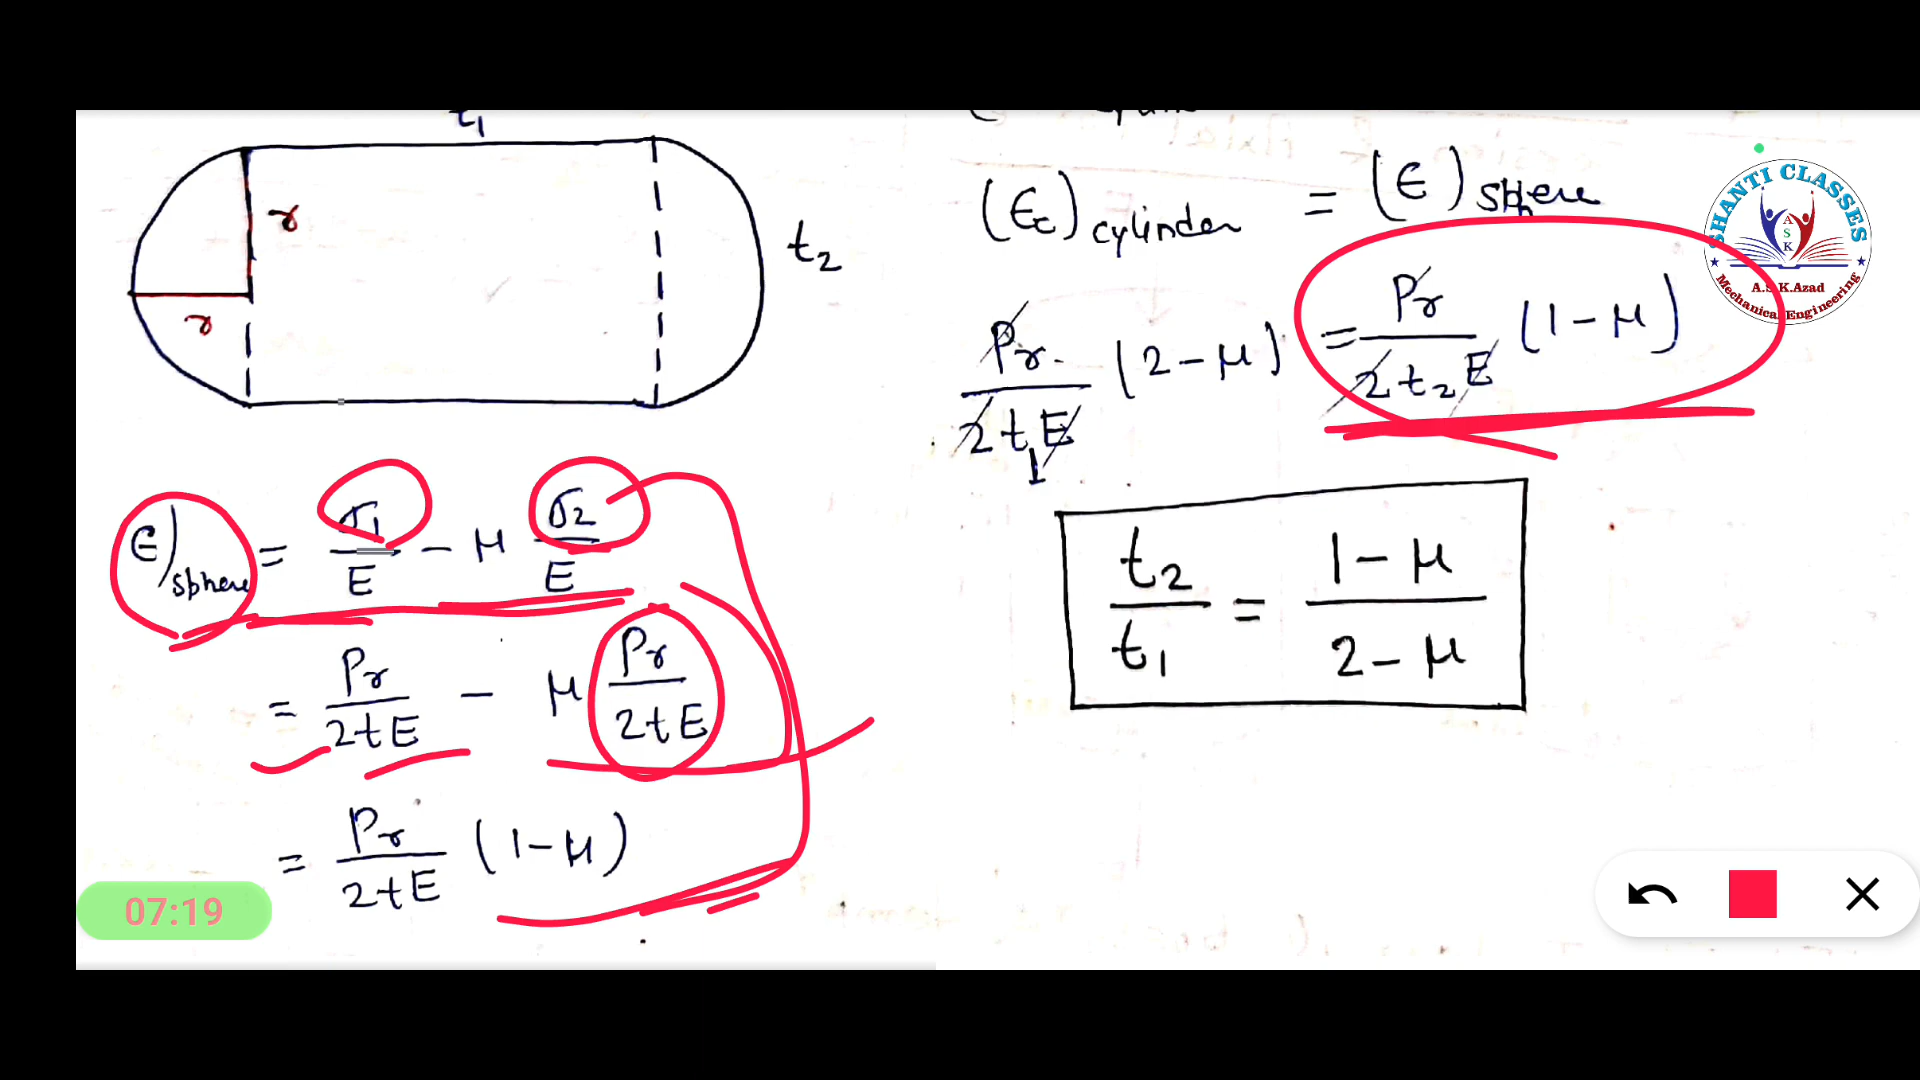 t₁
r
r
t₂
ϵ)sphere = σ₁/E − μ σ₂/E
= Pr/2tE − μ Pr/2tE
= Pr/2tE (1−μ)
07:19
(ϵc)cylinder = (ϵ)sphere
Pr/2t₁E (2−μ) = Pr/2t₂E (1−μ)
t₂/t₁ = 1−μ/2−μ
SHANTI CLASSES
A
S
K
A.S.K.Azad
Mechanical Engineering